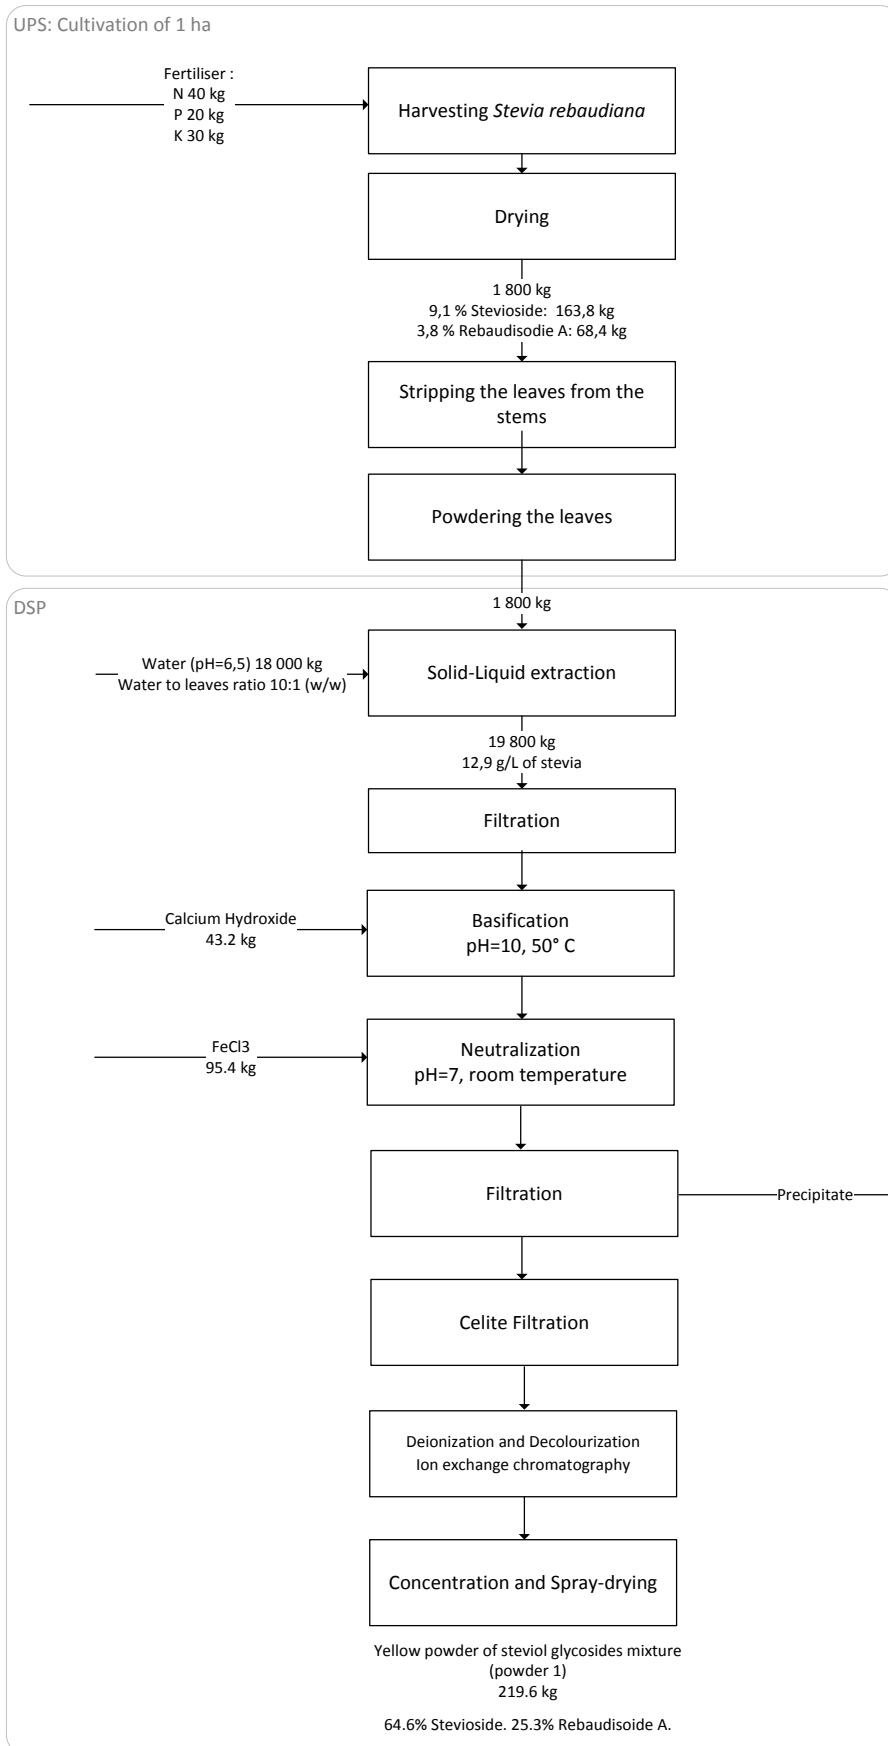 UPS: Cultivation of 1 ha
Fertiliser :
N 40 kg
P 20 kg
K 30 kg
Harvesting Stevia rebaudiana
Drying
1 800 kg
9,1 % Stevioside:  163,8 kg
3,8 % Rebaudisodie A: 68,4 kg
Stripping the leaves from the
stems
Powdering the leaves
DSP
1 800 kg
Water (pH=6,5) 18 000 kg
Water to leaves ratio 10:1 (w/w)
Solid-Liquid extraction
19 800 kg
12,9 g/L of stevia
Filtration
Calcium Hydroxide
43.2 kg
Basification
pH=10, 50° C
FeCl3
95.4 kg
Neutralization
pH=7, room temperature
Filtration
Precipitate
Celite Filtration
Deionization and Decolourization
Ion exchange chromatography
Concentration and Spray-drying
Yellow powder of steviol glycosides mixture
(powder 1)
219.6 kg
64.6% Stevioside. 25.3% Rebaudisoide A.